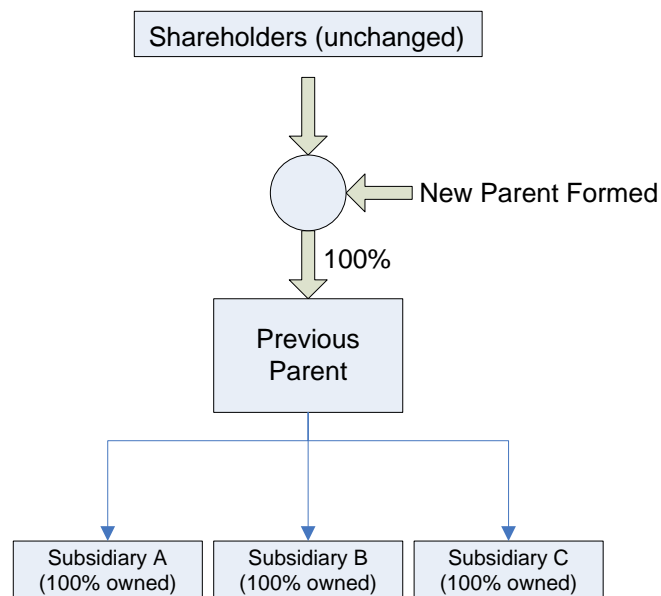 Shareholders (unchanged)
New Parent Formed
100%
Previous
Parent
Subsidiary A
(100% owned)
Subsidiary B
(100% owned)
Subsidiary C
(100% owned)